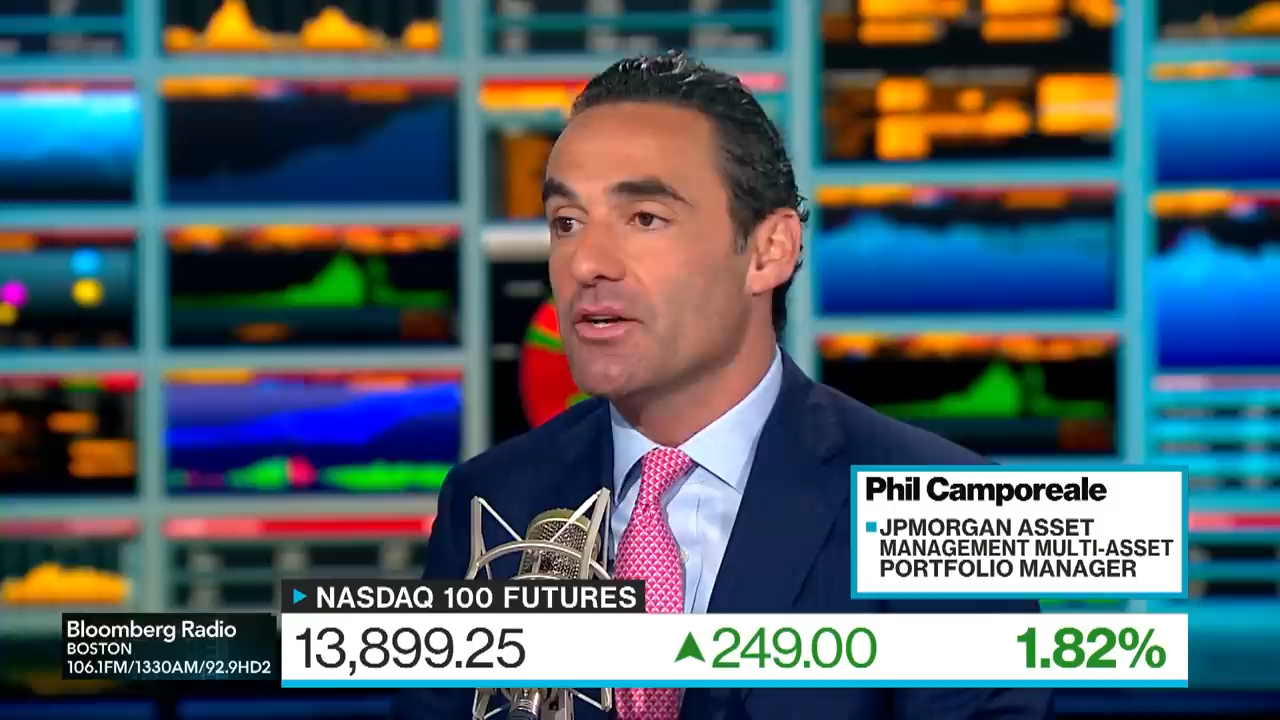 Phil Camporeale
JPMORGAN ASSET
MANAGEMENT MULTI-ASSET
PORTFOLIO MANAGER
NASDAQ 100 FUTURES
Bloomberg Radio
BOSTON
106.1FM/1330AM/92.9HD2
13,899.25 ▲249.00 1.82%